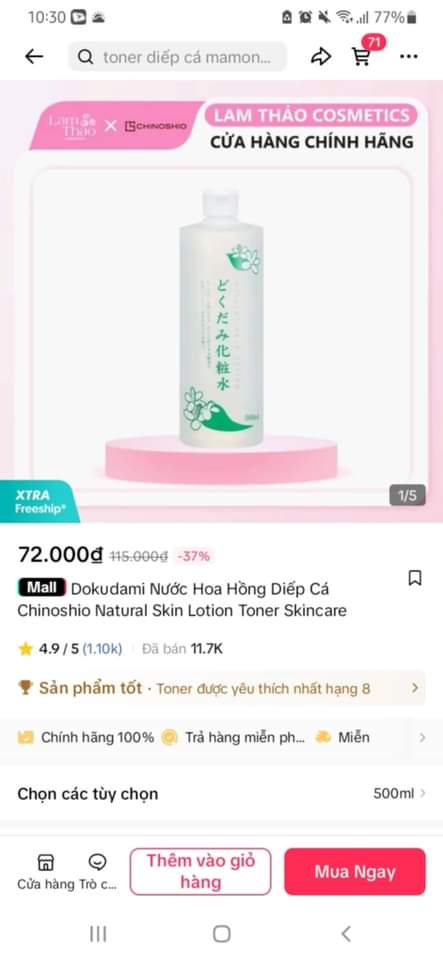 10:30
77%
toner diếp cá mamon...
71
Lam Thảo × CHINOSHIO
LAM THẢO COSMETICS
CỬA HÀNG CHÍNH HÃNG
どくだみ化粧水
XTRA
Freeship*
1/5
72.000₫ 115.000₫ -37%
Mall Dokudami Nước Hoa Hồng Diếp Cá
Chinoshio Natural Skin Lotion Toner Skincare
4.9 / 5 (1.10k) Đã bán 11.7K
Sản phẩm tốt · Toner được yêu thích nhất hạng 8
Chính hãng 100% Trả hàng miễn ph... Miễn
Chọn các tùy chọn
500ml
Cửa hàng
Trò c...
Thêm vào giỏ
hàng
Mua Ngay